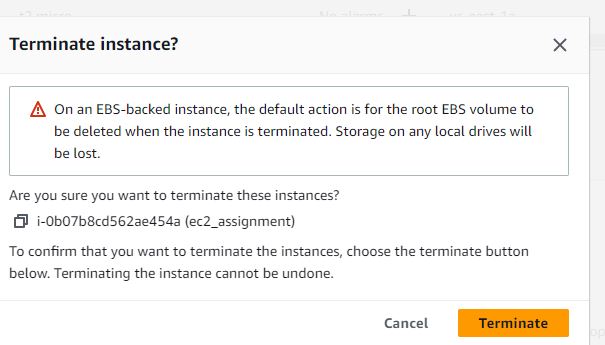 t2.micro No alarms + us-east-1a
Terminate instance?
On an EBS-backed instance, the default action is for the root EBS volume to
be deleted when the instance is terminated. Storage on any local drives will
be lost.
Are you sure you want to terminate these instances?
i-0b07b8cd562ae454a (ec2_assignment)
To confirm that you want to terminate the instances, choose the terminate button
below. Terminating the instance cannot be undone.
Cancel Terminate